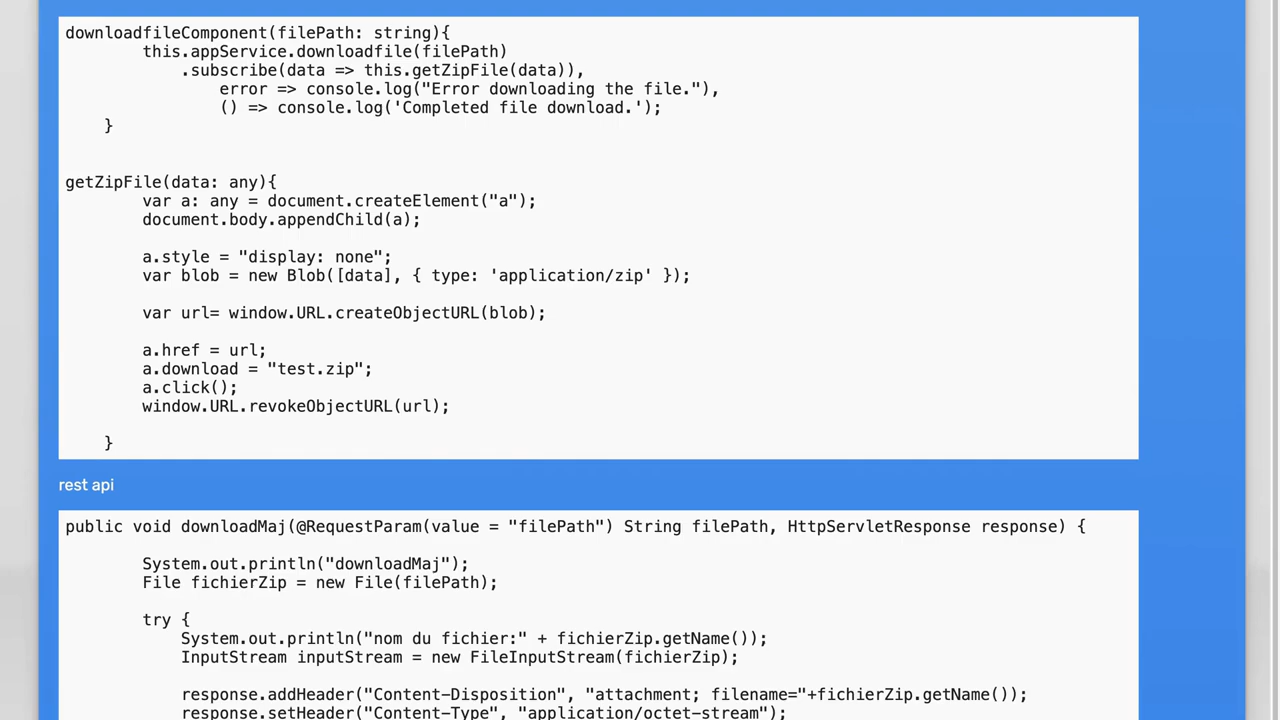 downloadfileComponent(filePath: string){
        this.appService.downloadfile(filePath)
            .subscribe(data => this.getZipFile(data)),
                error => console.log("Error downloading the file."),
                () => console.log('Completed file download.');
    }
getZipFile(data: any){
        var a: any = document.createElement("a");
        document.body.appendChild(a);
        a.style = "display: none";
        var blob = new Blob([data], { type: 'application/zip' });
        var url= window.URL.createObjectURL(blob);
        a.href = url;
        a.download = "test.zip";
        a.click();
        window.URL.revokeObjectURL(url);
    }
rest api
public void downloadMaj(@RequestParam(value = "filePath") String filePath, HttpServletResponse response) {
        System.out.println("downloadMaj");
        File fichierZip = new File(filePath);
        try {
            System.out.println("nom du fichier:" + fichierZip.getName());
            InputStream inputStream = new FileInputStream(fichierZip);
            response.addHeader("Content-Disposition", "attachment; filename="+fichierZip.getName());
            response.setHeader("Content-Type", "application/octet-stream");